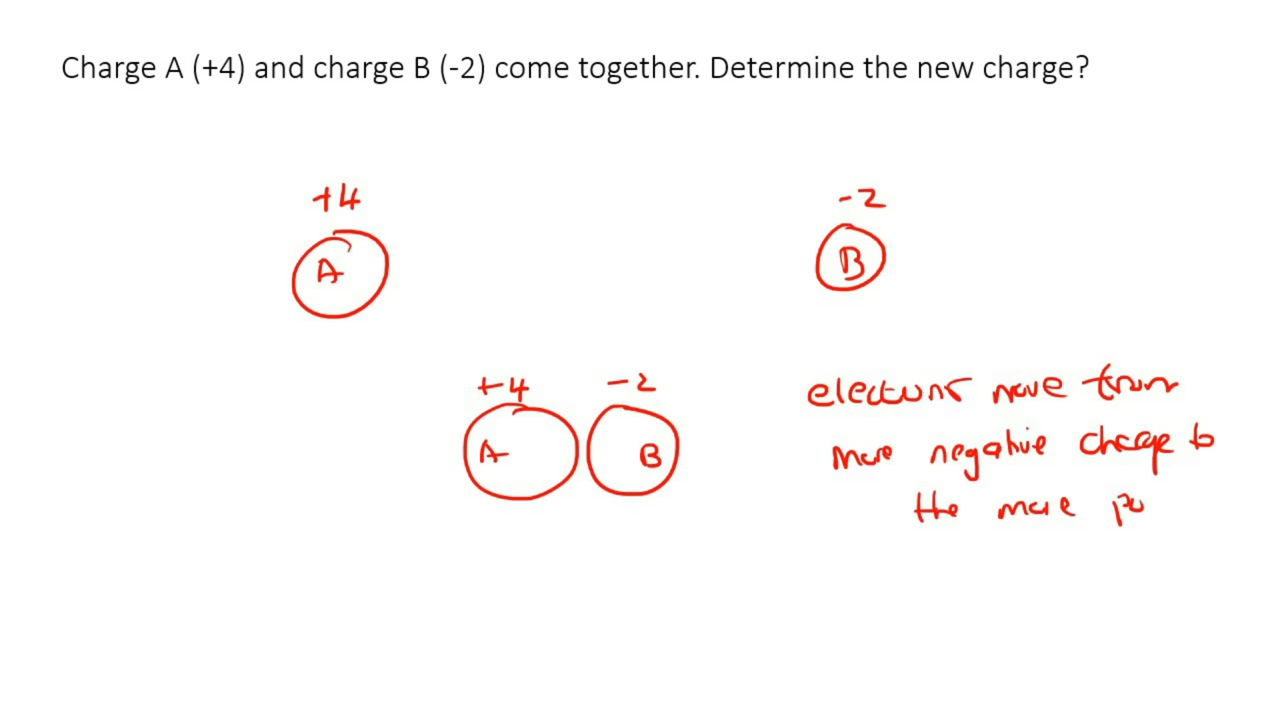 Charge A (+4) and charge B (-2) come together. Determine the new charge?
+4
-2
A
B
+4
-2
A
B
electrons move from
more negative charge to
the more po